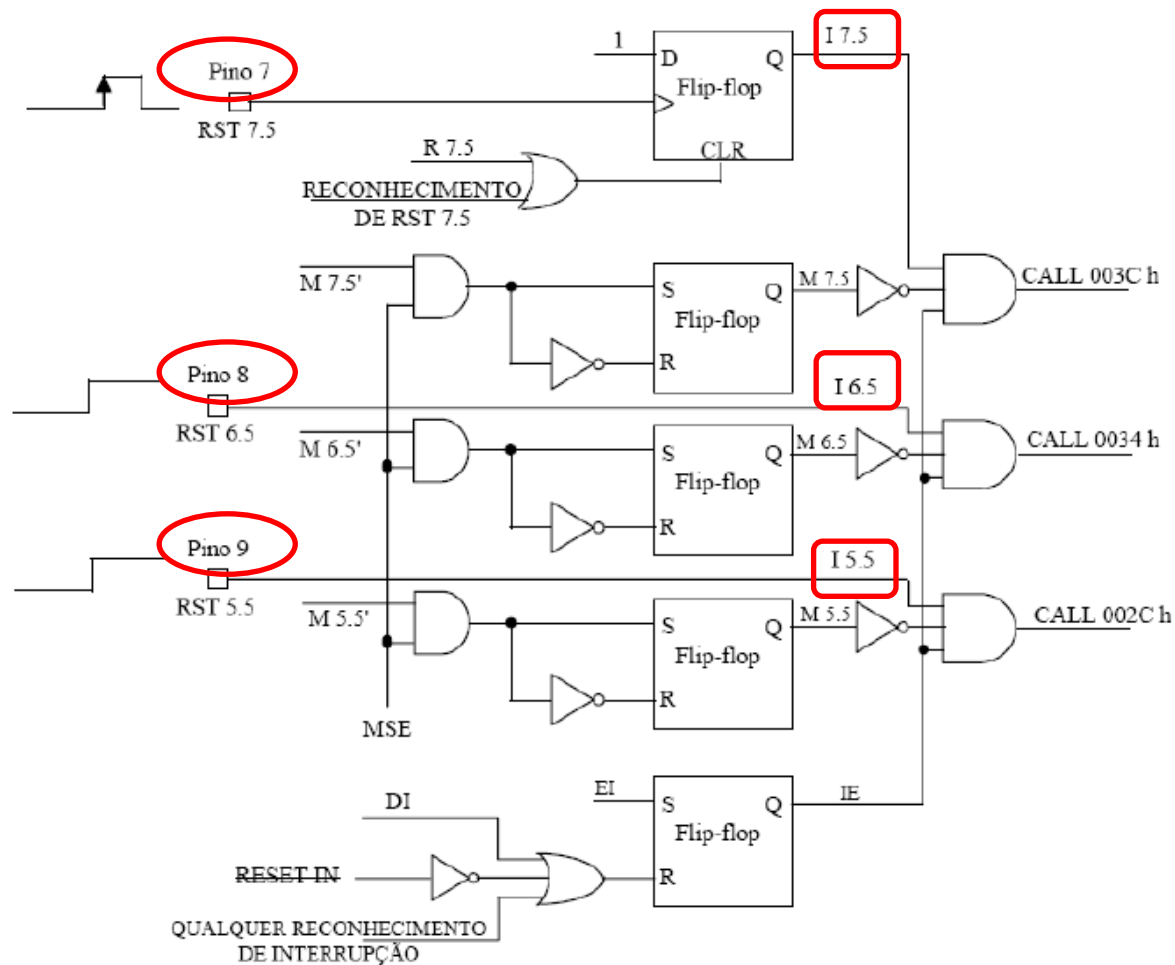 I 7.5
1
D
Q
Pino 7
Flip-flop
RST 7.5
CLR
R 7.5
RECONHECIMENTO
DE RST 7.5
M 7.5'
S
Q
M 7.5
CALL 003C h
Flip-flop
R
Pino 8
I 6.5
RST 6.5
M 6.5'
S
Q
M 6.5
CALL 0034 h
Flip-flop
R
Pino 9
I 5.5
RST 5.5
M 5.5'
S
Q
M 5.5
CALL 002C h
Flip-flop
R
MSE
EI
S
Q
IE
DI
Flip-flop
RESET IN
R
QUALQUER RECONHECIMENTO
DE INTERRUPÇÃO